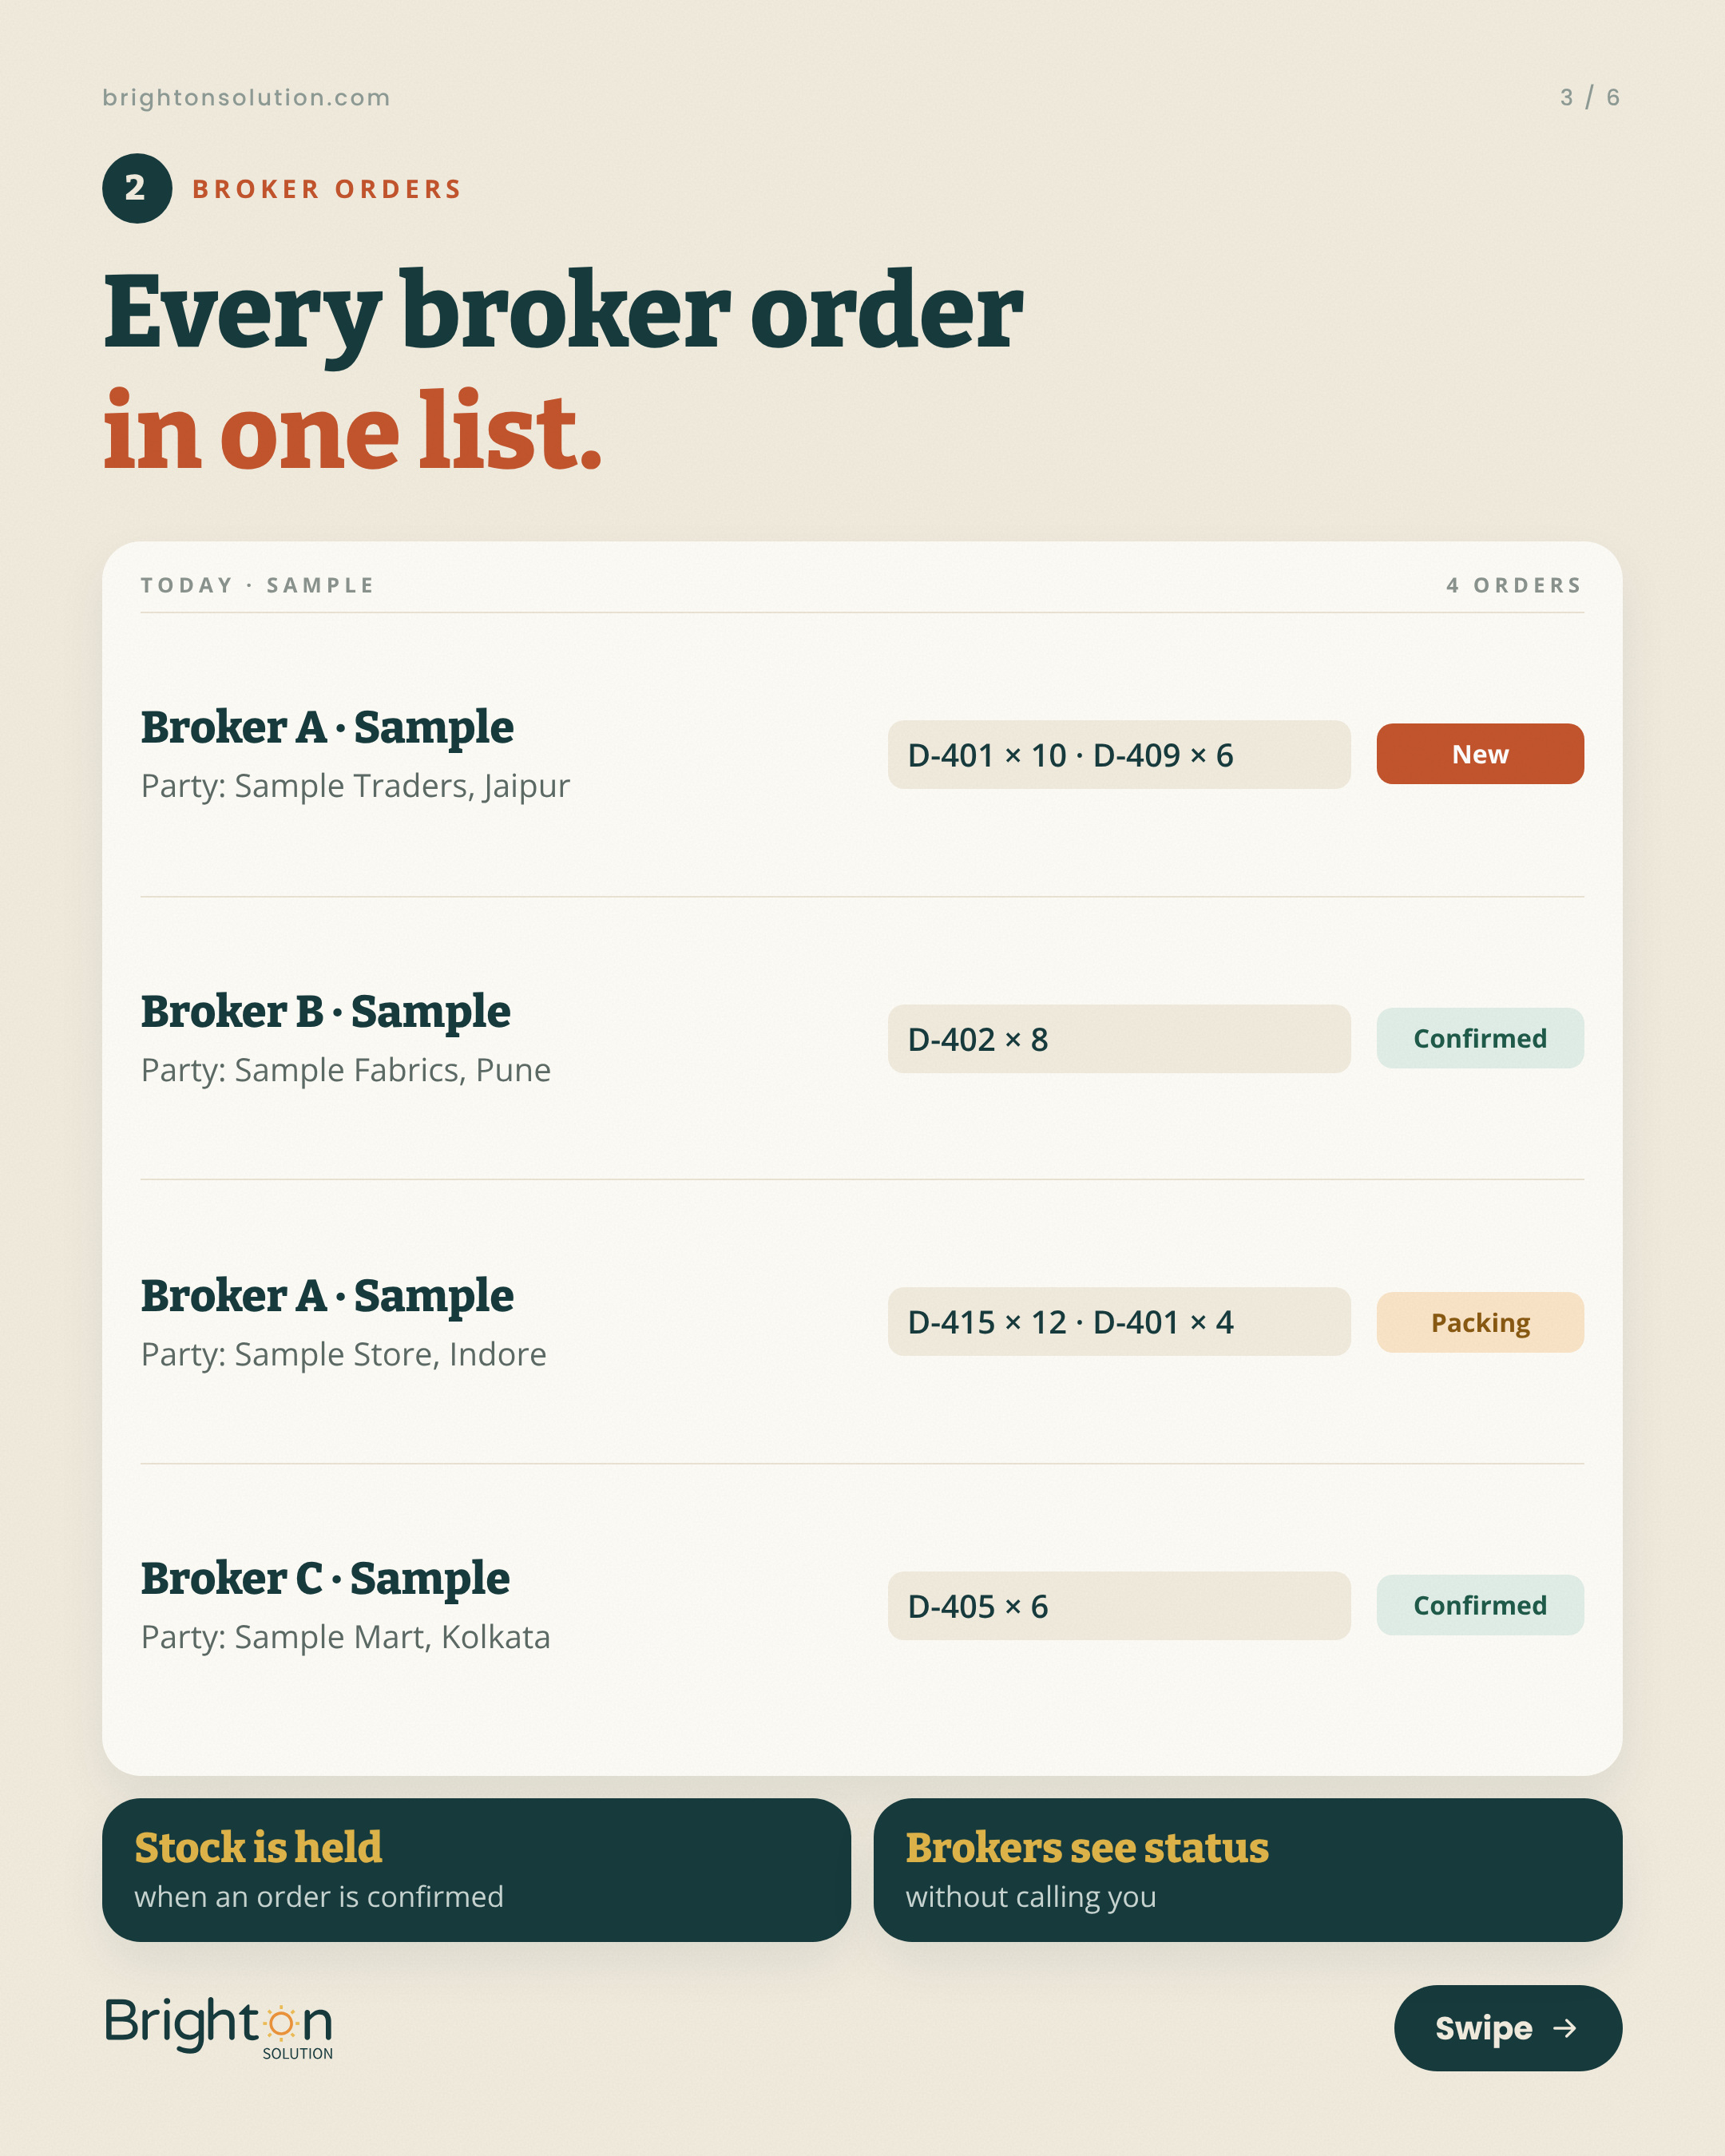 brightonsolution.com
3 / 6
2
BROKER ORDERS
Every broker order
in one list.
TODAY · SAMPLE
4 ORDERS
Broker A · Sample
Party: Sample Traders, Jaipur
D-401 × 10 · D-409 × 6
New
Broker B · Sample
Party: Sample Fabrics, Pune
D-402 × 8
Confirmed
Broker A · Sample
Party: Sample Store, Indore
D-415 × 12 · D-401 × 4
Packing
Broker C · Sample
Party: Sample Mart, Kolkata
D-405 × 6
Confirmed
Stock is held
when an order is confirmed
Brokers see status
without calling you
Brighton
SOLUTION
Swipe →